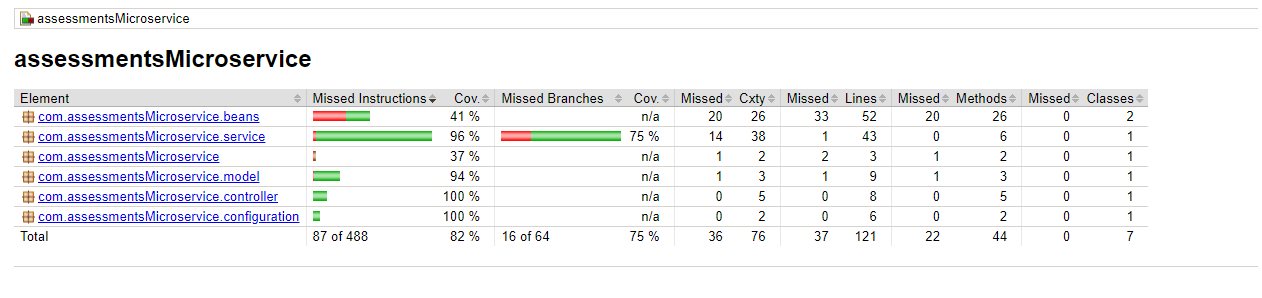 assessmentsMicroservice
assessmentsMicroservice
Element Missed Instructions Cov. Missed Branches Cov. Missed Cxty Missed Lines Missed Methods Missed Classes
com.assessmentsMicroservice.beans 41 % n/a 20 26 33 52 20 26 0 2
com.assessmentsMicroservice.service 96 % 75 % 14 38 1 43 0 6 0 1
com.assessmentsMicroservice 37 % n/a 1 2 2 3 1 2 0 1
com.assessmentsMicroservice.model 94 % n/a 1 3 1 9 1 3 0 1
com.assessmentsMicroservice.controller 100 % n/a 0 5 0 8 0 5 0 1
com.assessmentsMicroservice.configuration 100 % n/a 0 2 0 6 0 2 0 1
Total 87 of 488 82 % 16 of 64 75 % 36 76 37 121 22 44 0 7